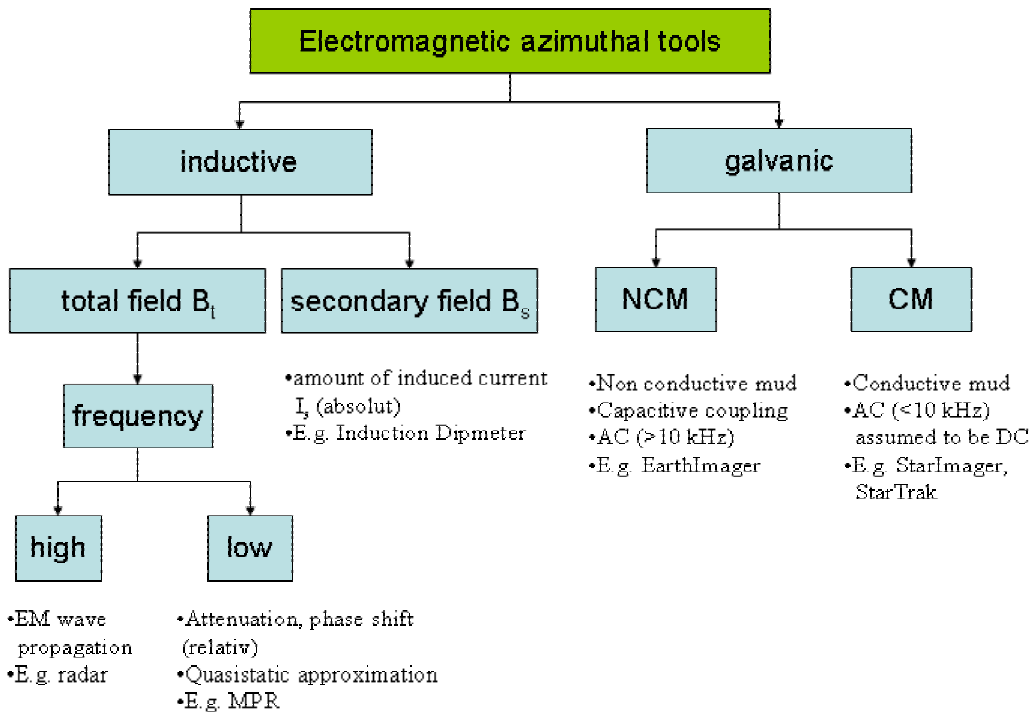 Electromagnetic azimuthal tools
inductive
galvanic
total field Bt
secondary field Bs
NCM
CM
•amount of induced current
Is (absolut)
•E.g. Induction Dipmeter
•Non conductive mud
•Capacitive coupling
•AC (>10 kHz)
•E.g. EarthImager
•Conductive mud
•AC (<10 kHz)
assumed to be DC
•E.g. StarImager,
StarTrak
frequency
high
low
•EM wave
propagation
•E.g. radar
•Attenuation, phase shift
(relativ)
•Quasistatic approximation
•E.g. MPR